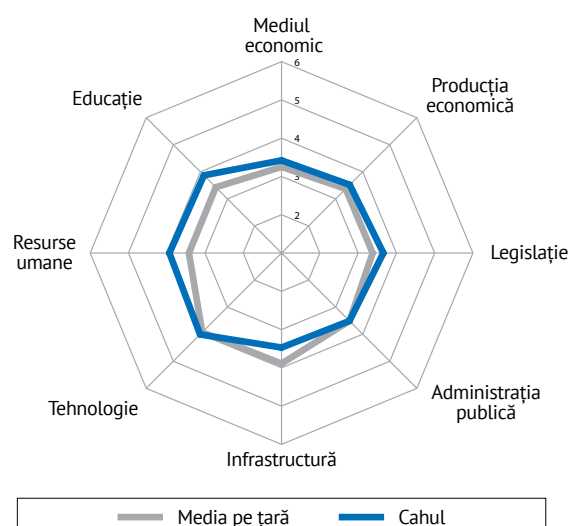 Mediul
economic
6
5
4
3
2
Producția
economică
Legislație
Administrația
publică
Infrastructură
Tehnologie
Resurse
umane
Educație
Media pe țară
Cahul